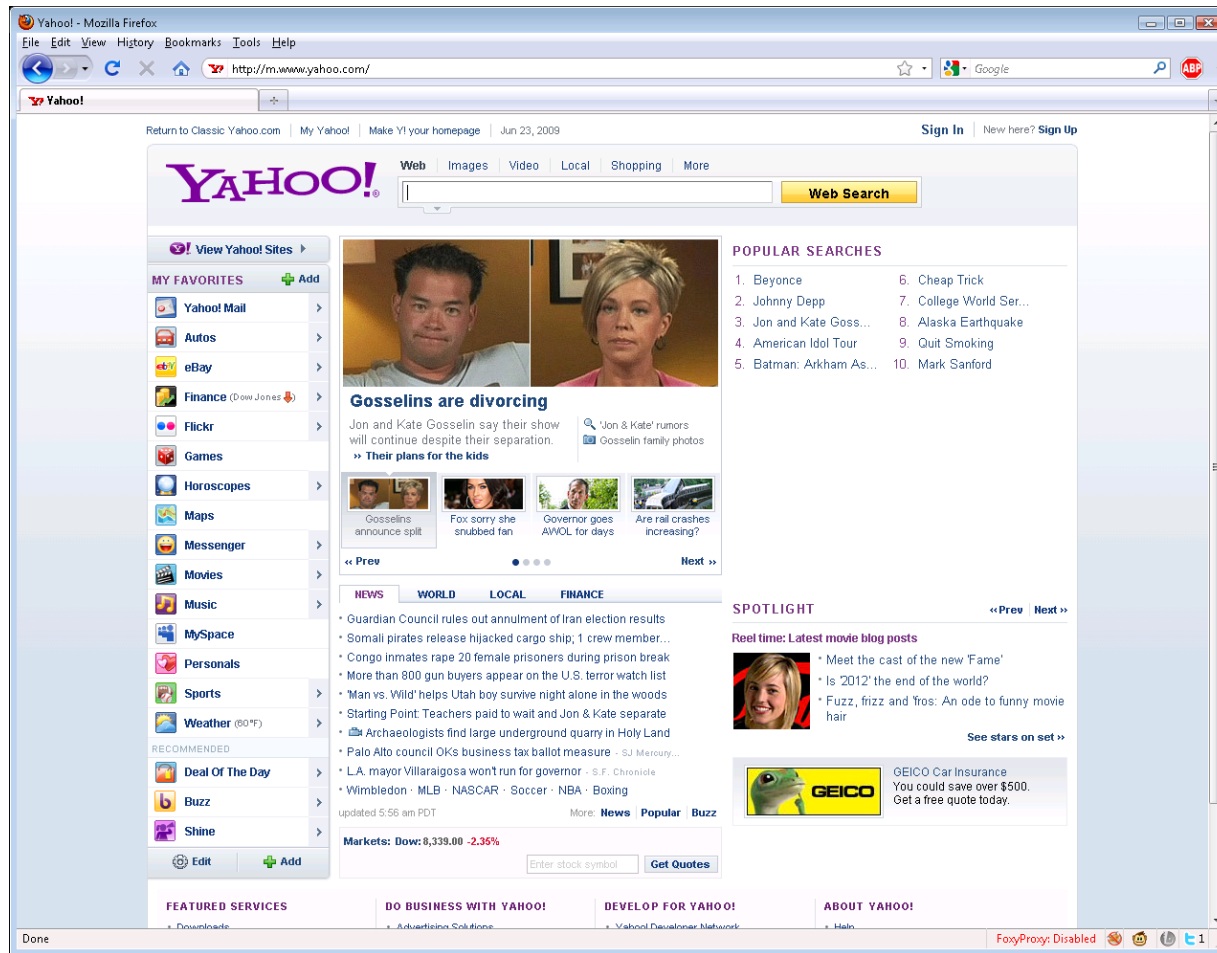 Yahoo! - Mozilla Firefox
File Edit View History Bookmarks Tools Help
http://m.www.yahoo.com/
Google
ABP
Yahoo!
Return to Classic Yahoo.com | My Yahoo! | Make Y! your homepage | Jun 23, 2009
Sign In | New here? Sign Up
YAHOO!
Web | Images | Video | Local | Shopping | More
Web Search
View Yahoo! Sites
MY FAVORITES Add
Yahoo! Mail
Autos
eBay
Finance (Dow Jones)
Flickr
Games
Horoscopes
Maps
Messenger
Movies
Music
MySpace
Personals
Sports
Weather (60°F)
RECOMMENDED
Deal Of The Day
Buzz
Shine
Edit Add
Gosselins are divorcing
Jon and Kate Gosselin say their show
will continue despite their separation.
›› Their plans for the kids
'Jon & Kate' rumors
Gosselin family photos
Gosselins
announce split
Fox sorry she
snubbed fan
Governor goes
AWOL for days
Are rail crashes
increasing?
‹‹ Prev
Next ››
NEWS WORLD LOCAL FINANCE
• Guardian Council rules out annulment of Iran election results
• Somali pirates release hijacked cargo ship; 1 crew member...
• Congo inmates rape 20 female prisoners during prison break
• More than 800 gun buyers appear on the U.S. terror watch list
• 'Man vs. Wild' helps Utah boy survive night alone in the woods
• Starting Point: Teachers paid to wait and Jon & Kate separate
• Archaeologists find large underground quarry in Holy Land
• Palo Alto council OKs business tax ballot measure - SJ Mercury...
• L.A. mayor Villaraigosa won't run for governor - S.F. Chronicle
• Wimbledon · MLB · NASCAR · Soccer · NBA · Boxing
updated 5:56 am PDT
More: News | Popular | Buzz
Markets: Dow: 8,339.00 -2.35%
Enter stock symbol Get Quotes
POPULAR SEARCHES
1. Beyonce
2. Johnny Depp
3. Jon and Kate Goss...
4. American Idol Tour
5. Batman: Arkham As...
6. Cheap Trick
7. College World Ser...
8. Alaska Earthquake
9. Quit Smoking
10. Mark Sanford
SPOTLIGHT
‹‹ Prev | Next ››
Reel time: Latest movie blog posts
• Meet the cast of the new 'Fame'
• Is '2012' the end of the world?
• Fuzz, frizz and 'fros: An ode to funny movie
hair
See stars on set ››
GEICO
GEICO Car Insurance
You could save over $500.
Get a free quote today.
FEATURED SERVICES
• Downloads
DO BUSINESS WITH YAHOO!
• Advertising Solutions
DEVELOP FOR YAHOO!
• Yahoo! Developer Network
ABOUT YAHOO!
• Help
Done
FoxyProxy: Disabled
1